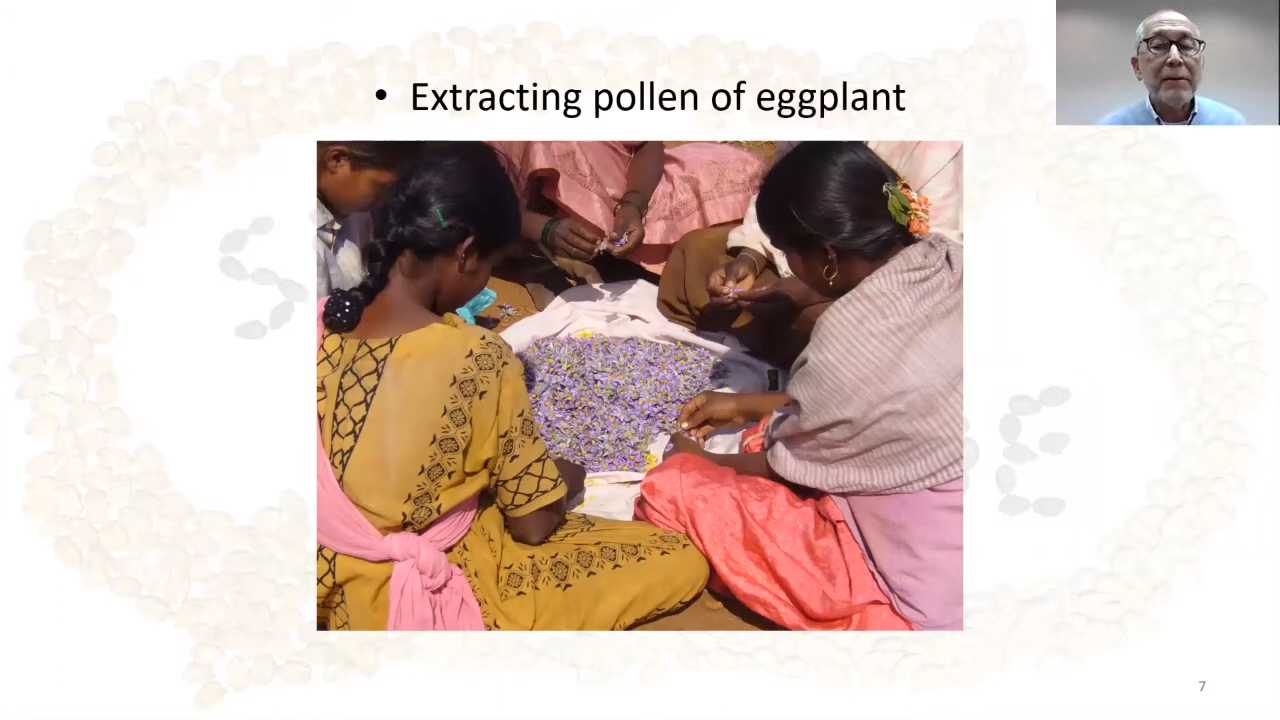 • Extracting pollen of eggplant
7